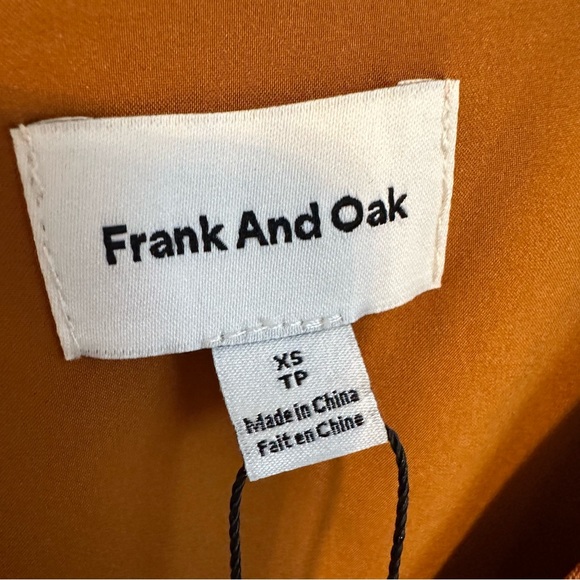 Frank And Oak
XS
TP
Made in China
Fait en Chine